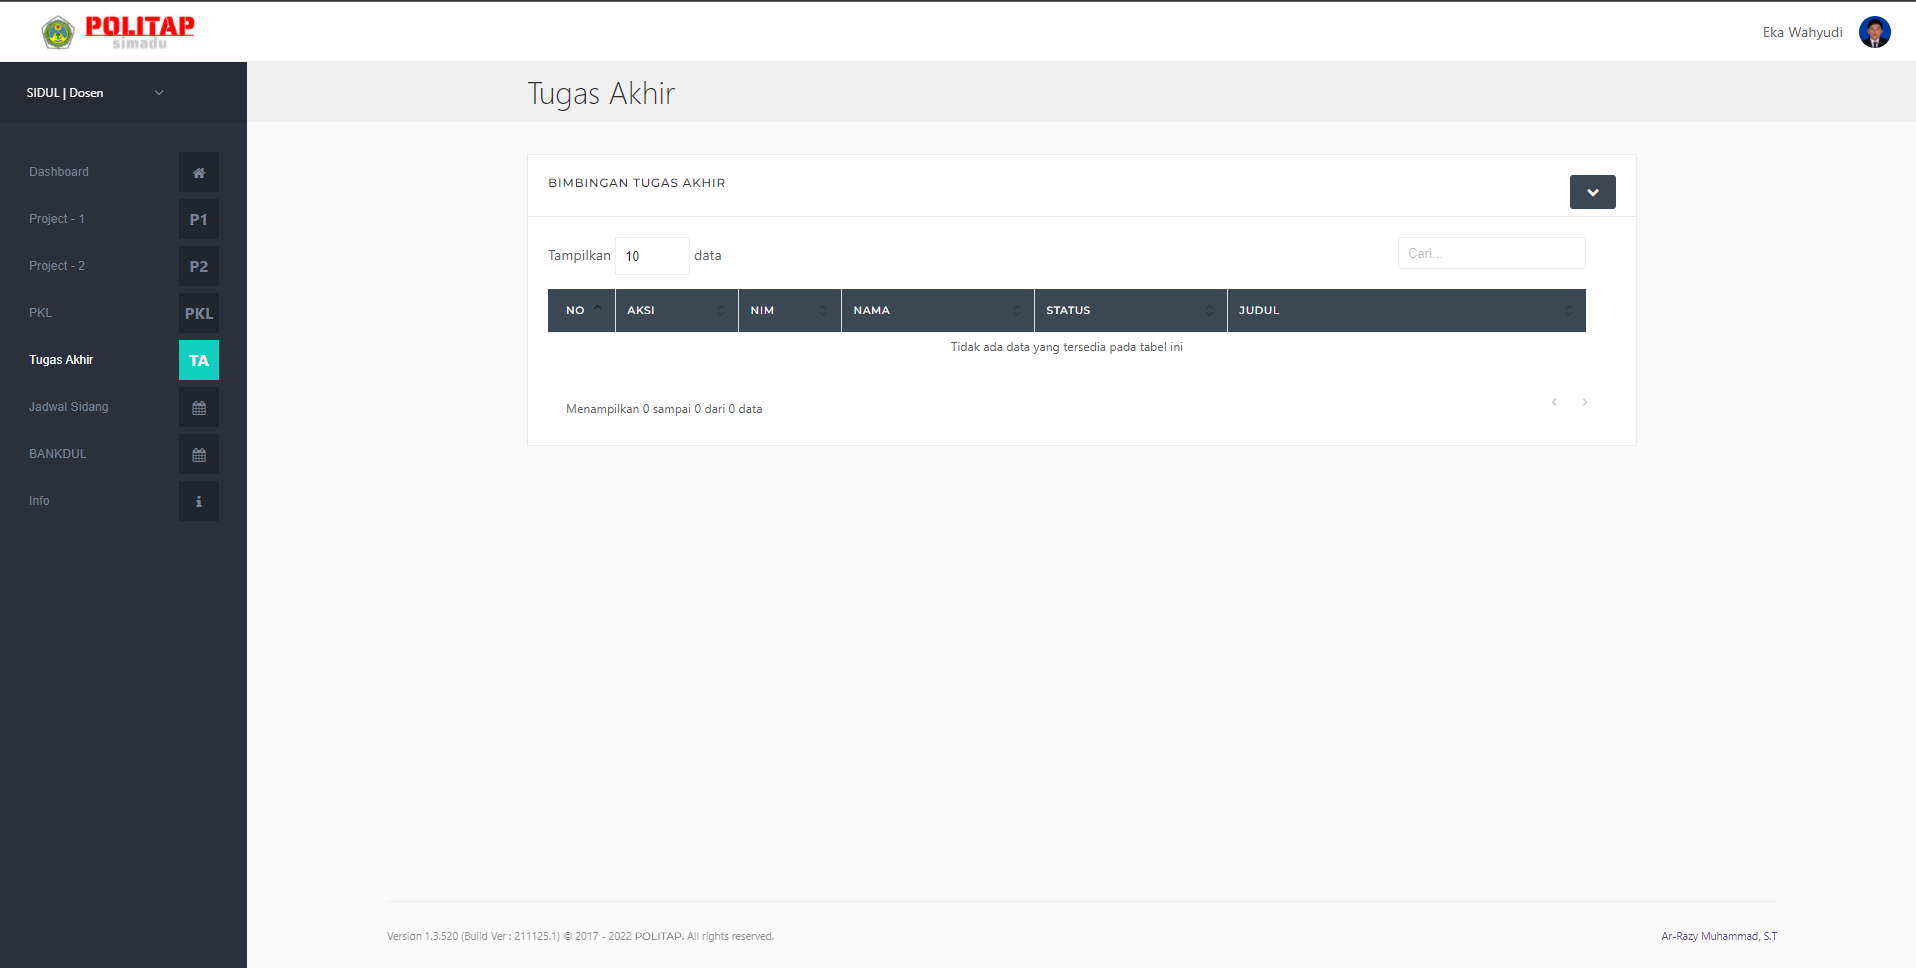 POLITAP
simadu
Eka Wahyudi
SIDUL | Dosen
Tugas Akhir
Dashboard
Project - 1
P1
Project - 2
P2
PKL
PKL
Tugas Akhir
TA
Jadwal Sidang
BANKDUL
Info
BIMBINGAN TUGAS AKHIR
Tampilkan 10 data
Cari...
NO AKSI NIM NAMA STATUS JUDUL
Tidak ada data yang tersedia pada tabel ini
Menampilkan 0 sampai 0 dari 0 data
Version 1.3.520 (Build Ver : 211125.1) © 2017 - 2022 POLITAP. All rights reserved.
Ar-Razy Muhammad, S.T